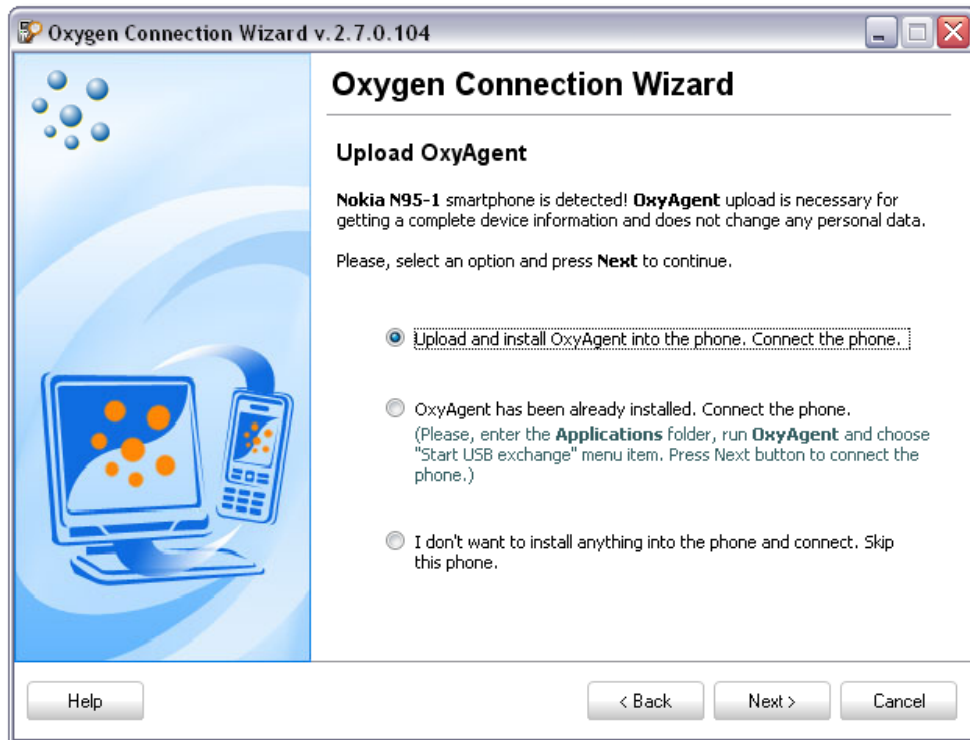 Oxygen Connection Wizard v.2.7.0.104
Oxygen Connection Wizard
Upload OxyAgent
Nokia N95-1 smartphone is detected! OxyAgent upload is necessary for
getting a complete device information and does not change any personal data.
Please, select an option and press Next to continue.
Upload and install OxyAgent into the phone. Connect the phone.
OxyAgent has been already installed. Connect the phone.
(Please, enter the Applications folder, run OxyAgent and choose
"Start USB exchange" menu item. Press Next button to connect the
phone.)
I don't want to install anything into the phone and connect. Skip
this phone.
Help
< Back
Next >
Cancel